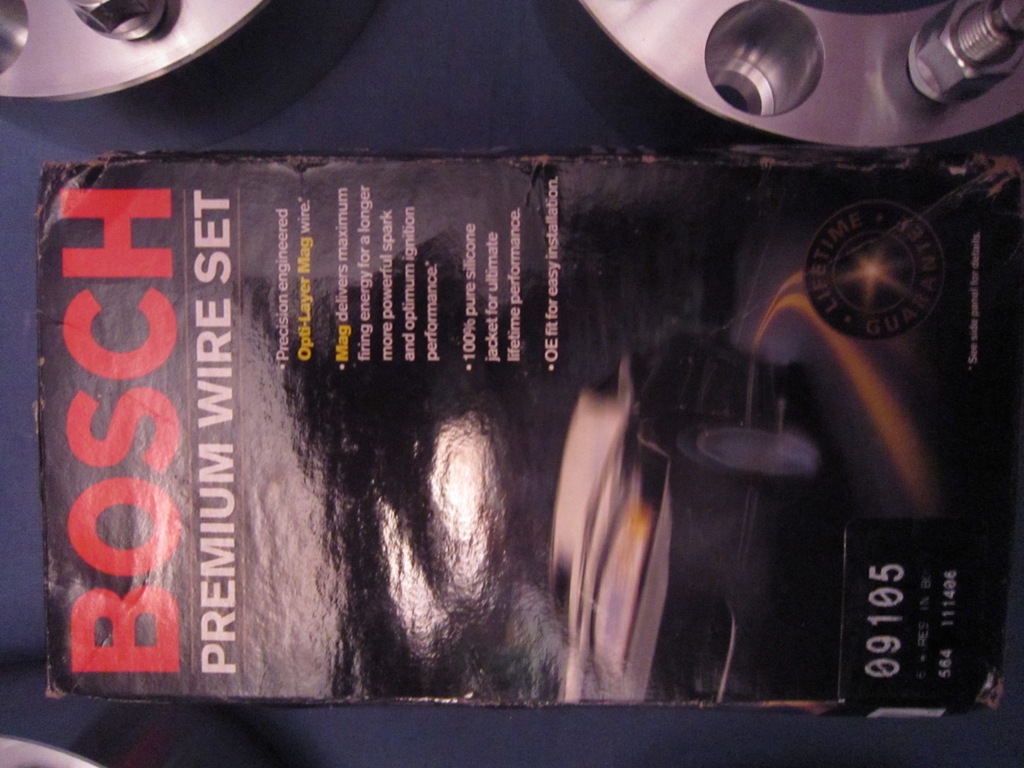 BOSCH
PREMIUM WIRE SET
• Precision engineered
Opti-Layer Mag wire.*
• Mag delivers maximum
firing energy for a longer
more powerful spark
and optimum ignition
performance.*
• 100% pure silicone
jacket for ultimate
lifetime performance.
• OE fit for easy installation.
• LIFETIME •
GUARANTEE
*See side panel for details.
09105
564 111406